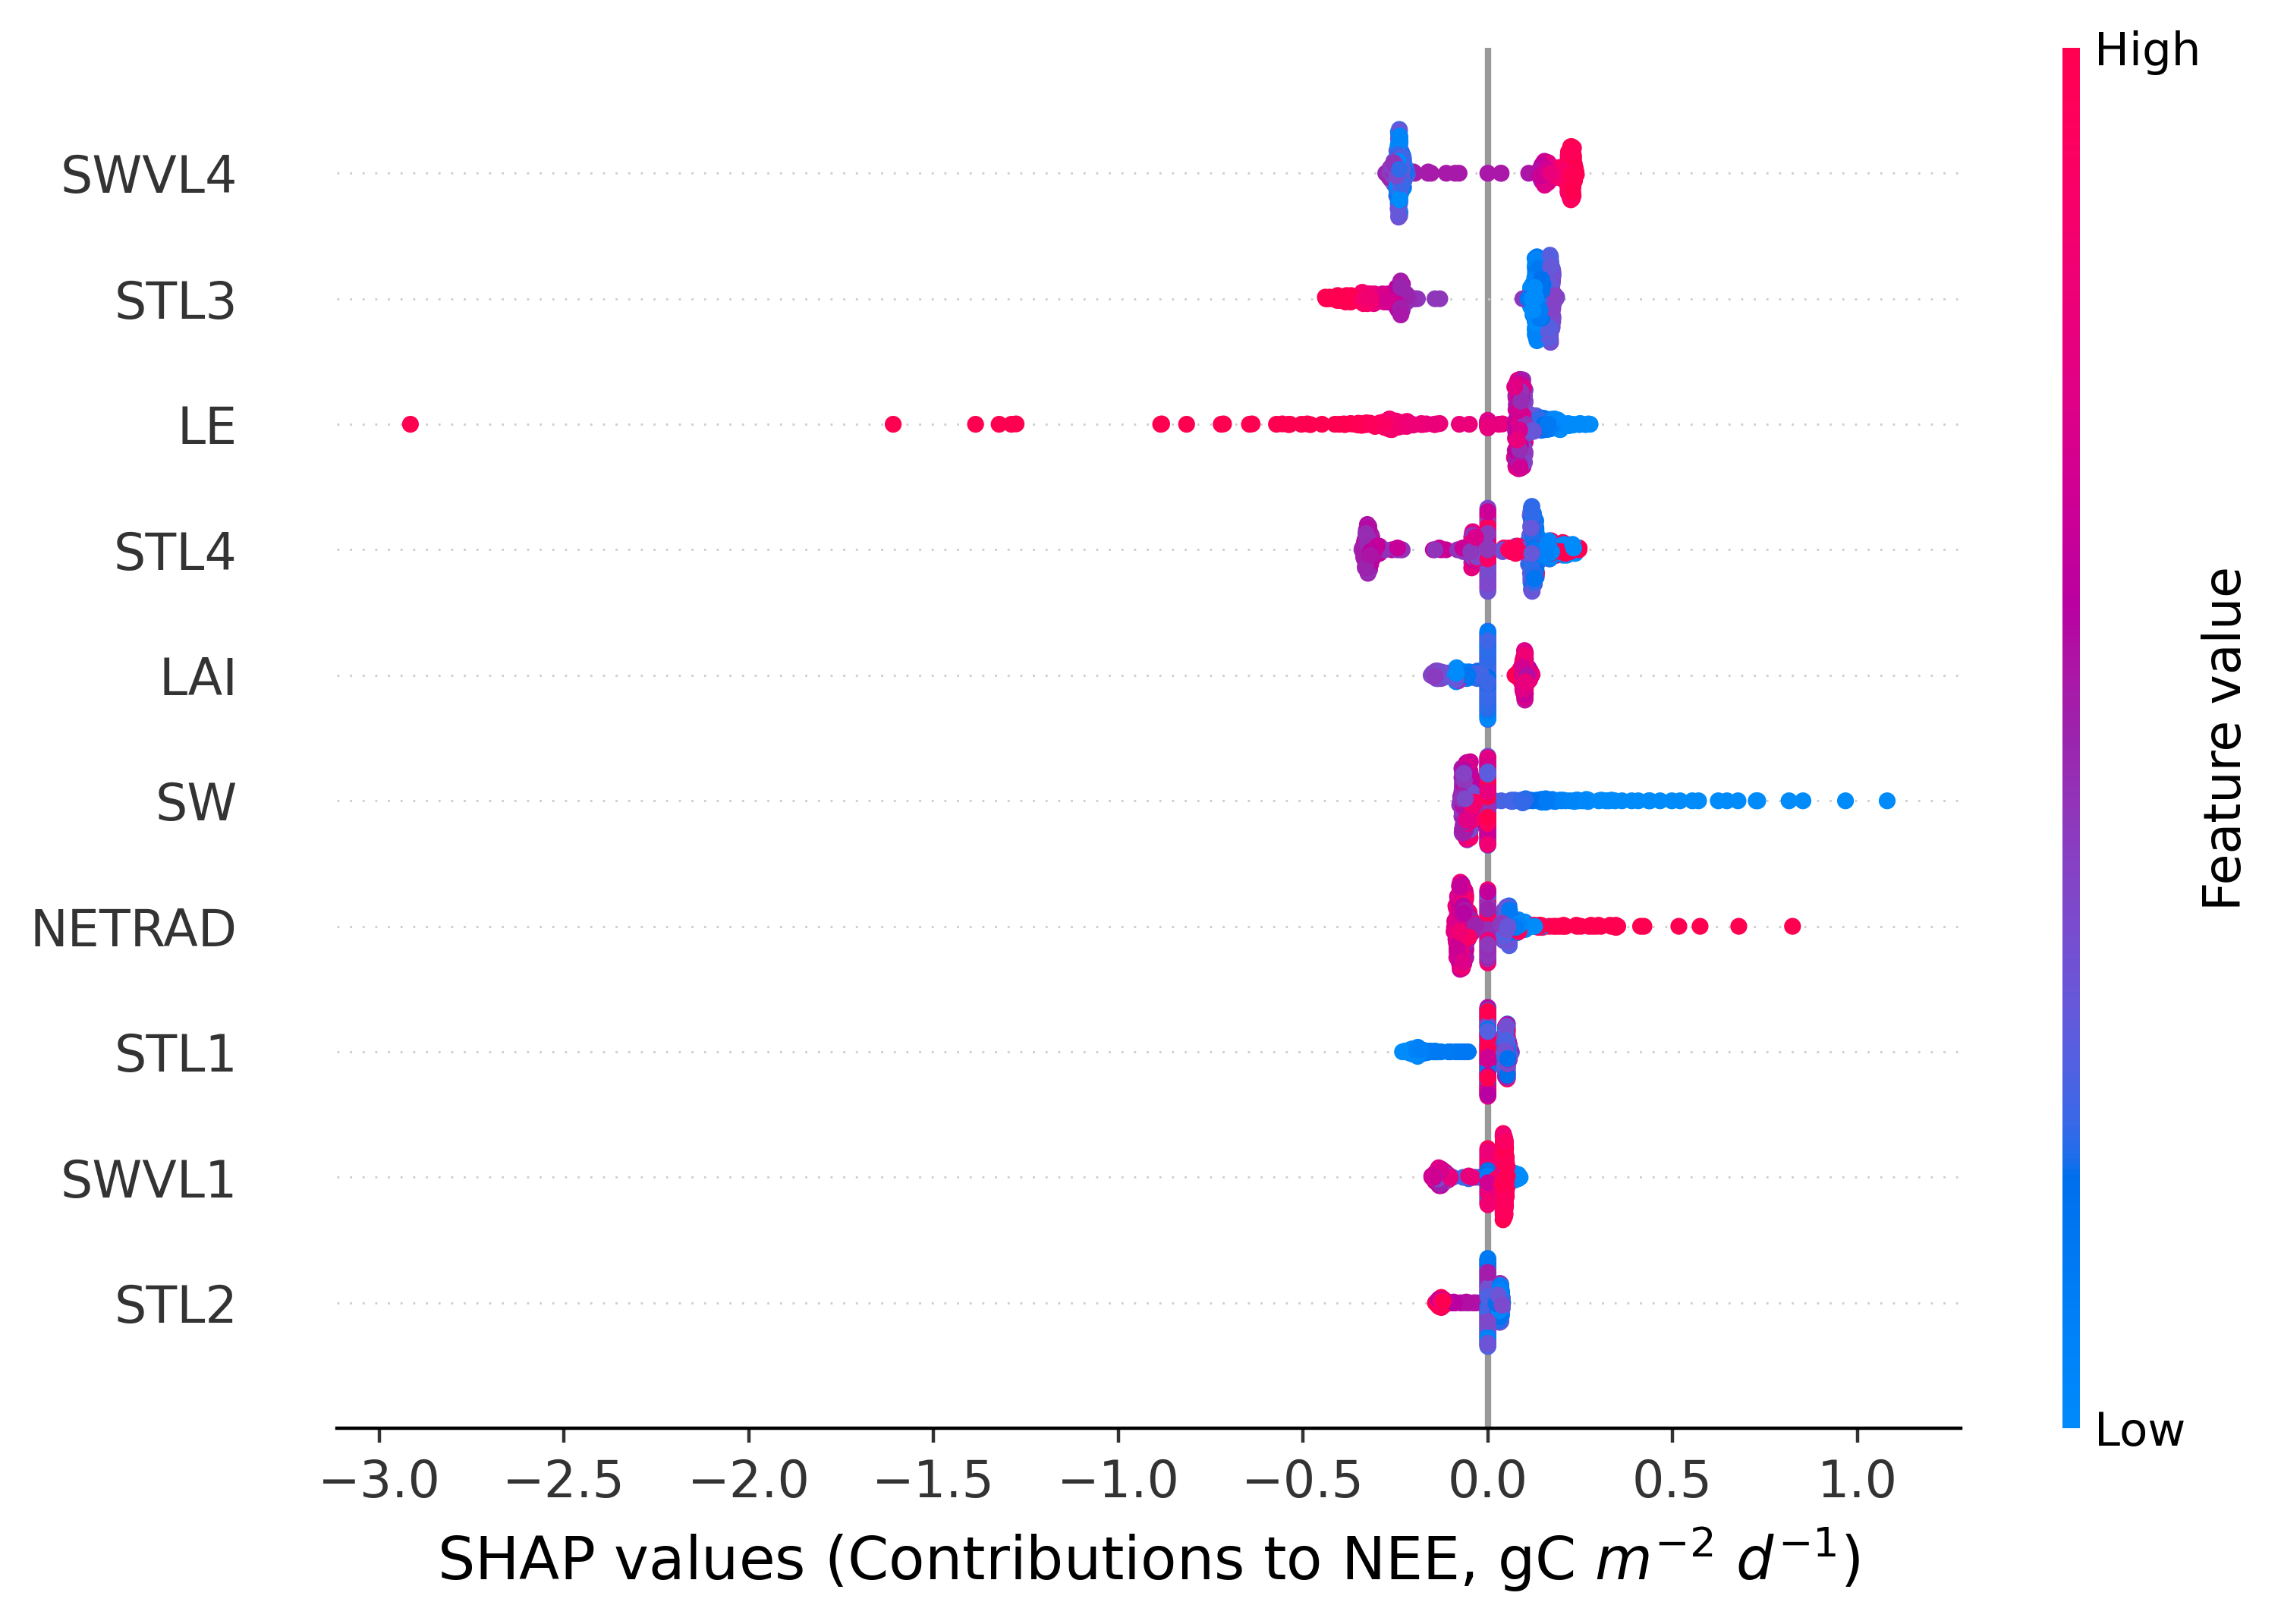 High
SWVL4
STL3
LE
STL4
LAI
SW
NETRAD
STL1
SWVL1
STL2
Feature value
Low
−3.0 −2.5 −2.0 −1.5 −1.0 −0.5 0.0 0.5 1.0
SHAP values (Contributions to NEE, gC m⁻² d⁻¹)